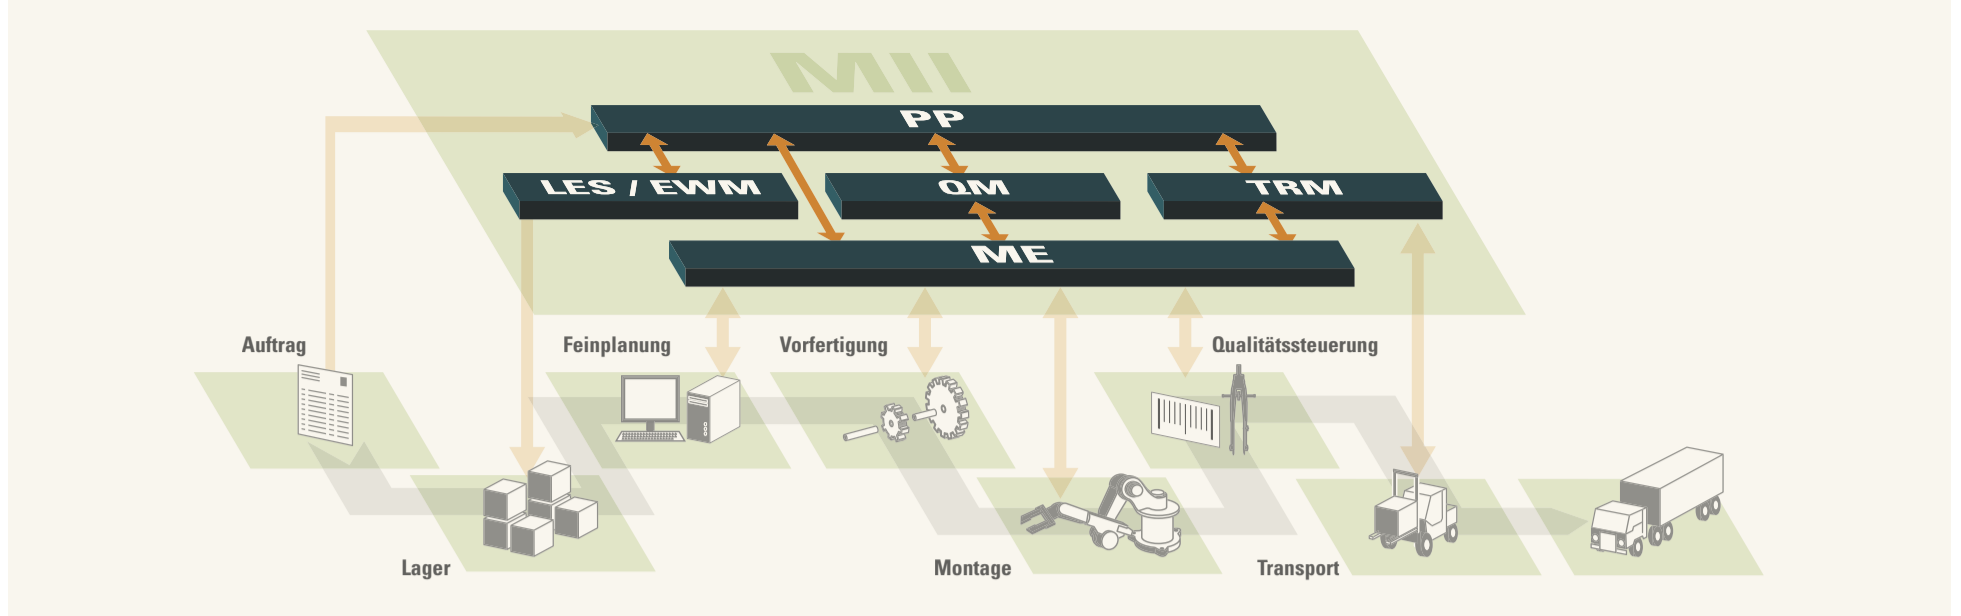 MII
PP
LES / EWM
QM
TRM
ME
Auftrag
Feinplanung
Vorfertigung
Qualitätssteuerung
Lager
Montage
Transport